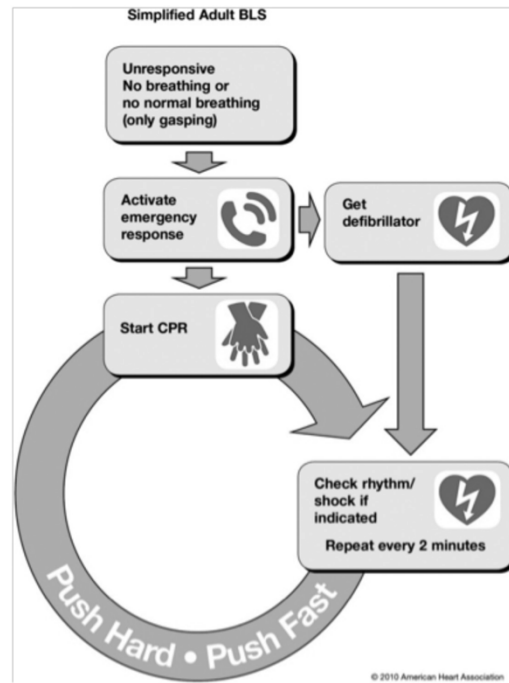 Simplified Adult BLS
Unresponsive
No breathing or
no normal breathing
(only gasping)
Activate
emergency
response
Get
defibrillator
Start CPR
Check rhythm/
shock if
indicated
Repeat every 2 minutes
Push Hard • Push Fast
© 2010 American Heart Association